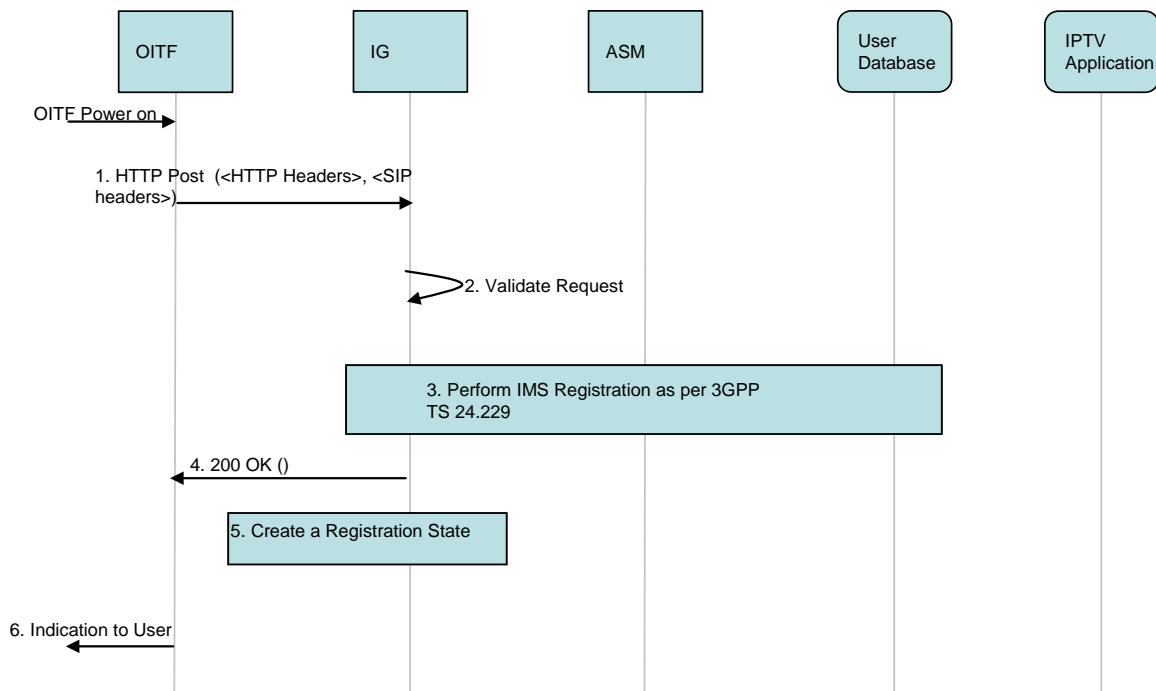 OITF
IG
ASM
User
Database
IPTV
Application
OITF Power on
1. HTTP Post (<HTTP Headers>, <SIP
headers>)
2. Validate Request
3. Perform IMS Registration as per 3GPP
TS 24.229
4. 200 OK ()
5. Create a Registration State
6. Indication to User